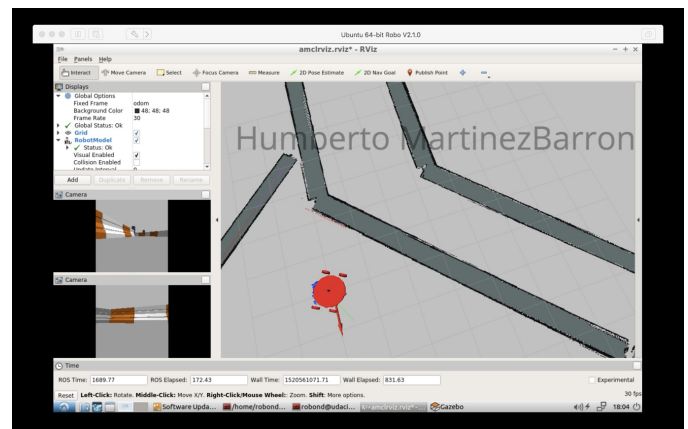 Ubuntu 64-bit Robo V2.1.0
amclrviz.rviz* - RViz
File Panels Help
Interact Move Camera Select Focus Camera Measure 2D Pose Estimate 2D Nav Goal Publish Point
Displays
Global Options
Fixed Frame odom
Background Color 48; 48; 48
Frame Rate 30
Global Status: Ok
Grid
RobotModel
Status: Ok
Visual Enabled
Collision Enabled
Update Interval 0
Add Duplicate Remove Rename
Camera
Camera
Humberto MartinezBarron
Time
ROS Time: 1689.77 ROS Elapsed: 172.43 Wall Time: 1520561071.71 Wall Elapsed: 831.63 Experimental
Reset Left-Click: Rotate. Middle-Click: Move X/Y. Right-Click/Mouse Wheel: Zoom. Shift: More options. 30 fps
Software Upda... /home/robond... robond@udaci... amclrviz.rviz*-... Gazebo 18:04